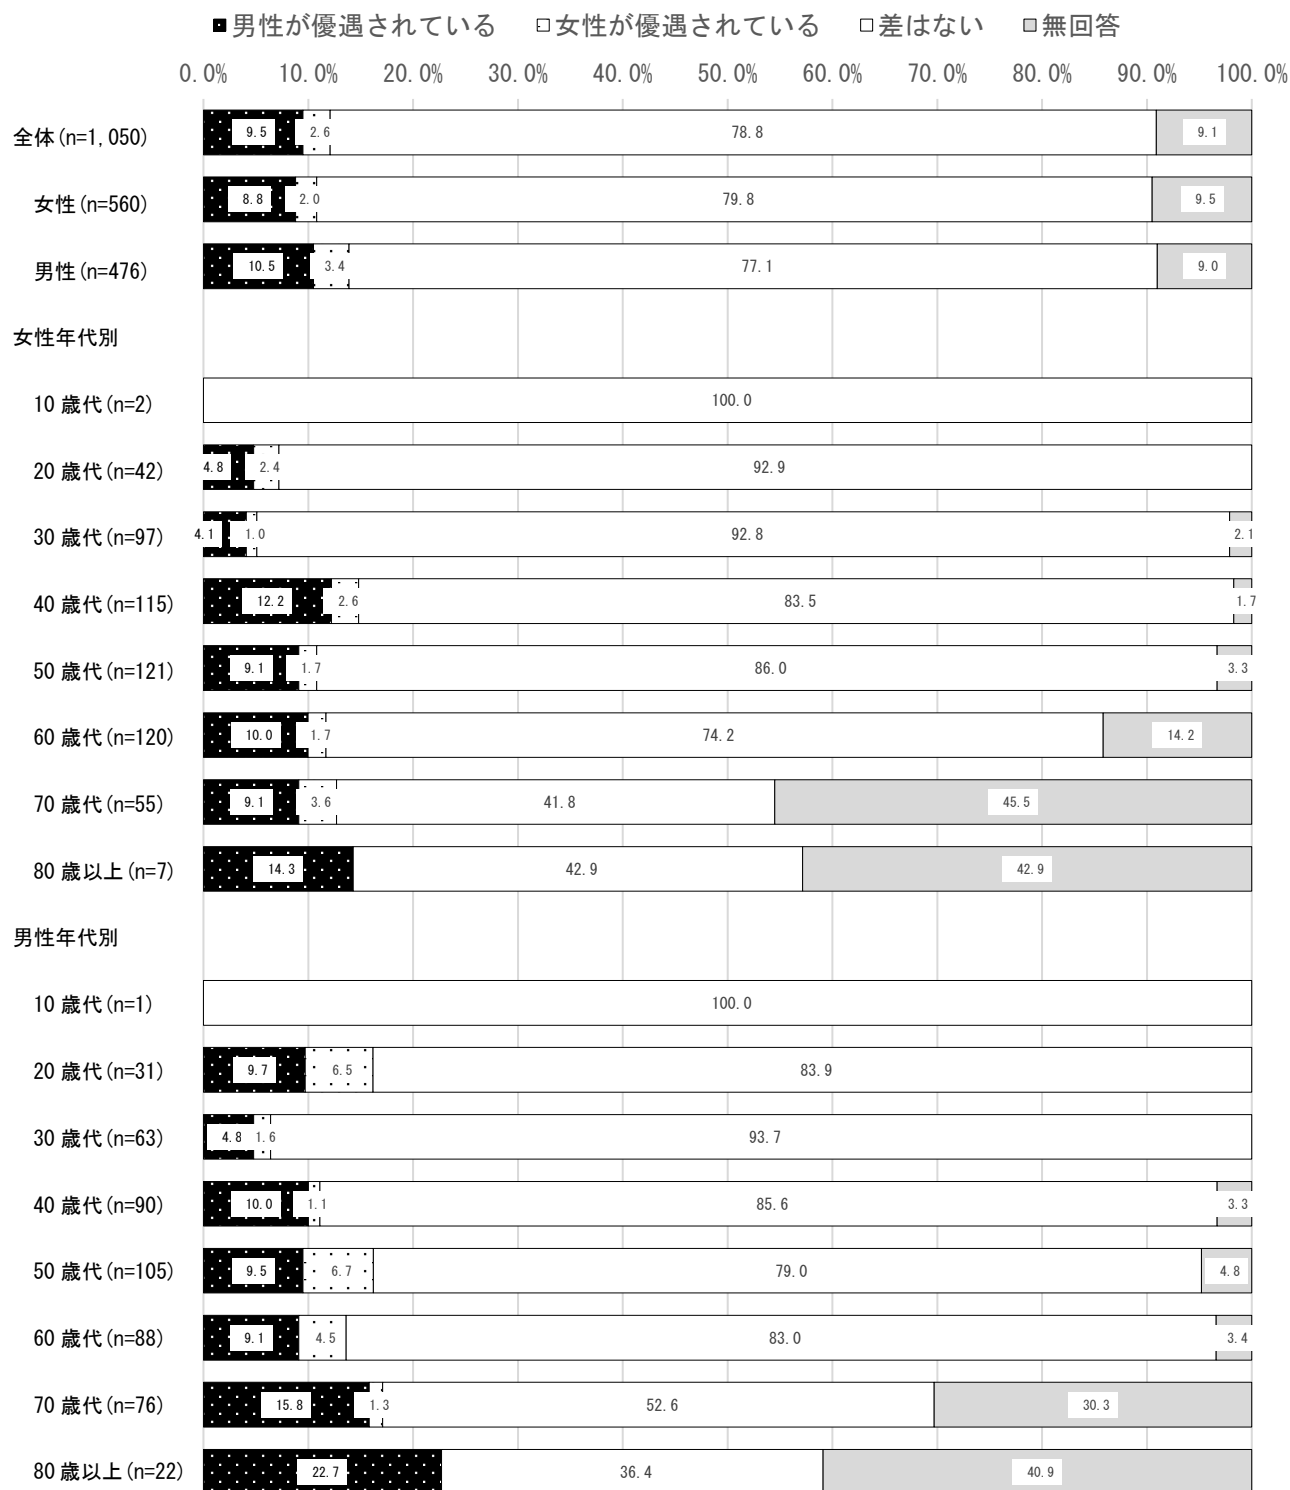 男性が優遇されている 女性が優遇されている 差はない 無回答
0.0% 10.0% 20.0% 30.0% 40.0% 50.0% 60.0% 70.0% 80.0% 90.0% 100.0%
全体(n=1,050) 9.5 2.6 78.8 9.1
女性(n=560) 8.8 2.0 79.8 9.5
男性(n=476) 10.5 3.4 77.1 9.0
女性年代別
10歳代(n=2) 100.0
20歳代(n=42) 4.8 2.4 92.9
30歳代(n=97) 4.1 1.0 92.8 2.1
40歳代(n=115) 12.2 2.6 83.5 1.7
50歳代(n=121) 9.1 1.7 86.0 3.3
60歳代(n=120) 10.0 1.7 74.2 14.2
70歳代(n=55) 9.1 3.6 41.8 45.5
80歳以上(n=7) 14.3 42.9 42.9
男性年代別
10歳代(n=1) 100.0
20歳代(n=31) 9.7 6.5 83.9
30歳代(n=63) 4.8 1.6 93.7
40歳代(n=90) 10.0 1.1 85.6 3.3
50歳代(n=105) 9.5 6.7 79.0 4.8
60歳代(n=88) 9.1 4.5 83.0 3.4
70歳代(n=76) 15.8 1.3 52.6 30.3
80歳以上(n=22) 22.7 36.4 40.9